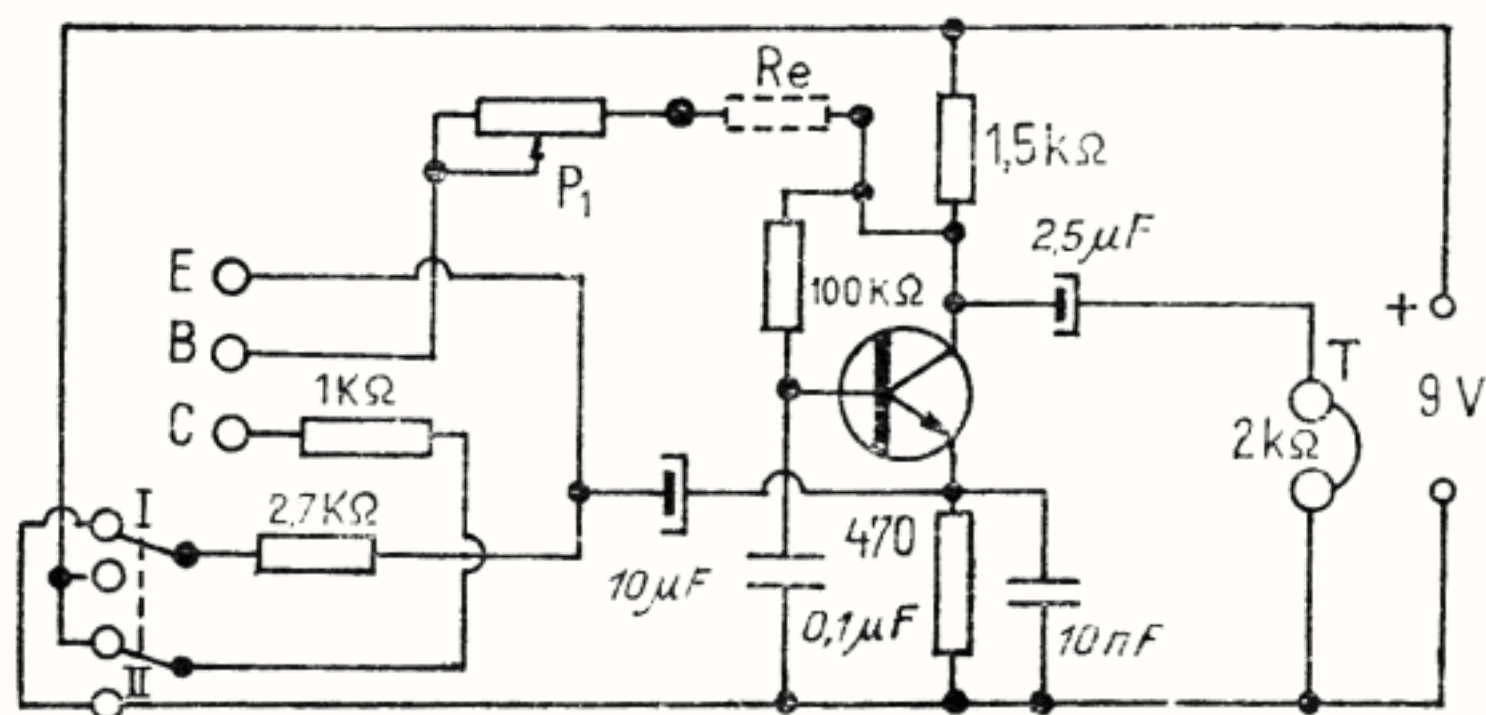 Re
1,5kΩ
P1
2,5µF
E
100KΩ
B
+
T
1KΩ
9 V
C
2kΩ
I
2,7KΩ
470
10µF
0,1µF
10nF
II